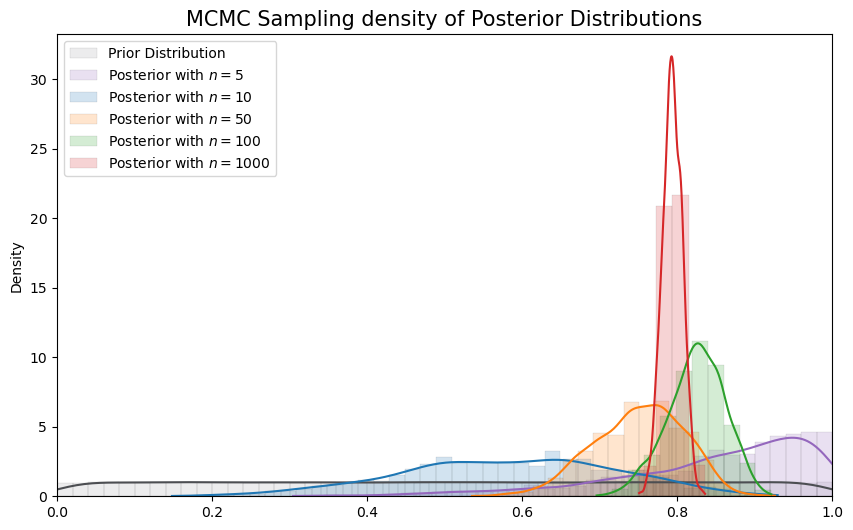 MCMC Sampling density of Posterior Distributions
Prior Distribution
Posterior with n = 5
Posterior with n = 10
Posterior with n = 50
Posterior with n = 100
Posterior with n = 1000
Density
30
25
20
15
10
5
0
0.0 0.2 0.4 0.6 0.8 1.0